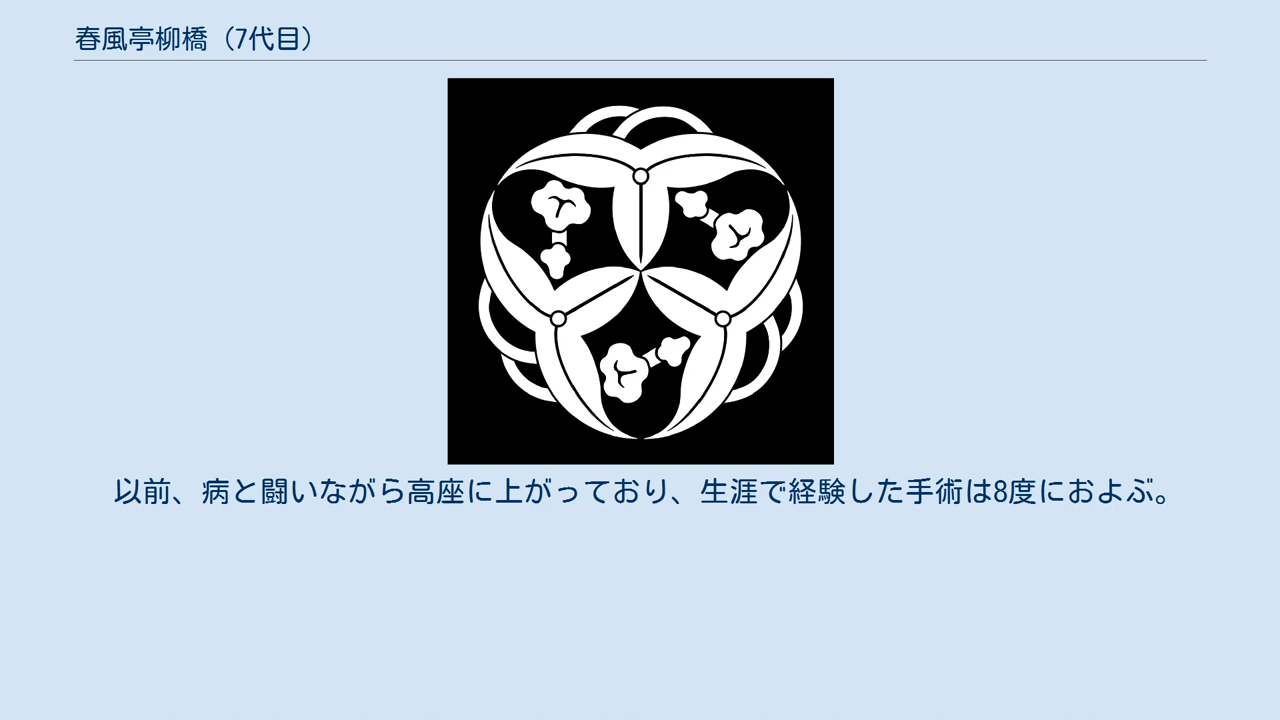 春風亭柳橋（7代目）
以前、病と闘いながら高座に上がっており、生涯で経験した手術は8度におよぶ。